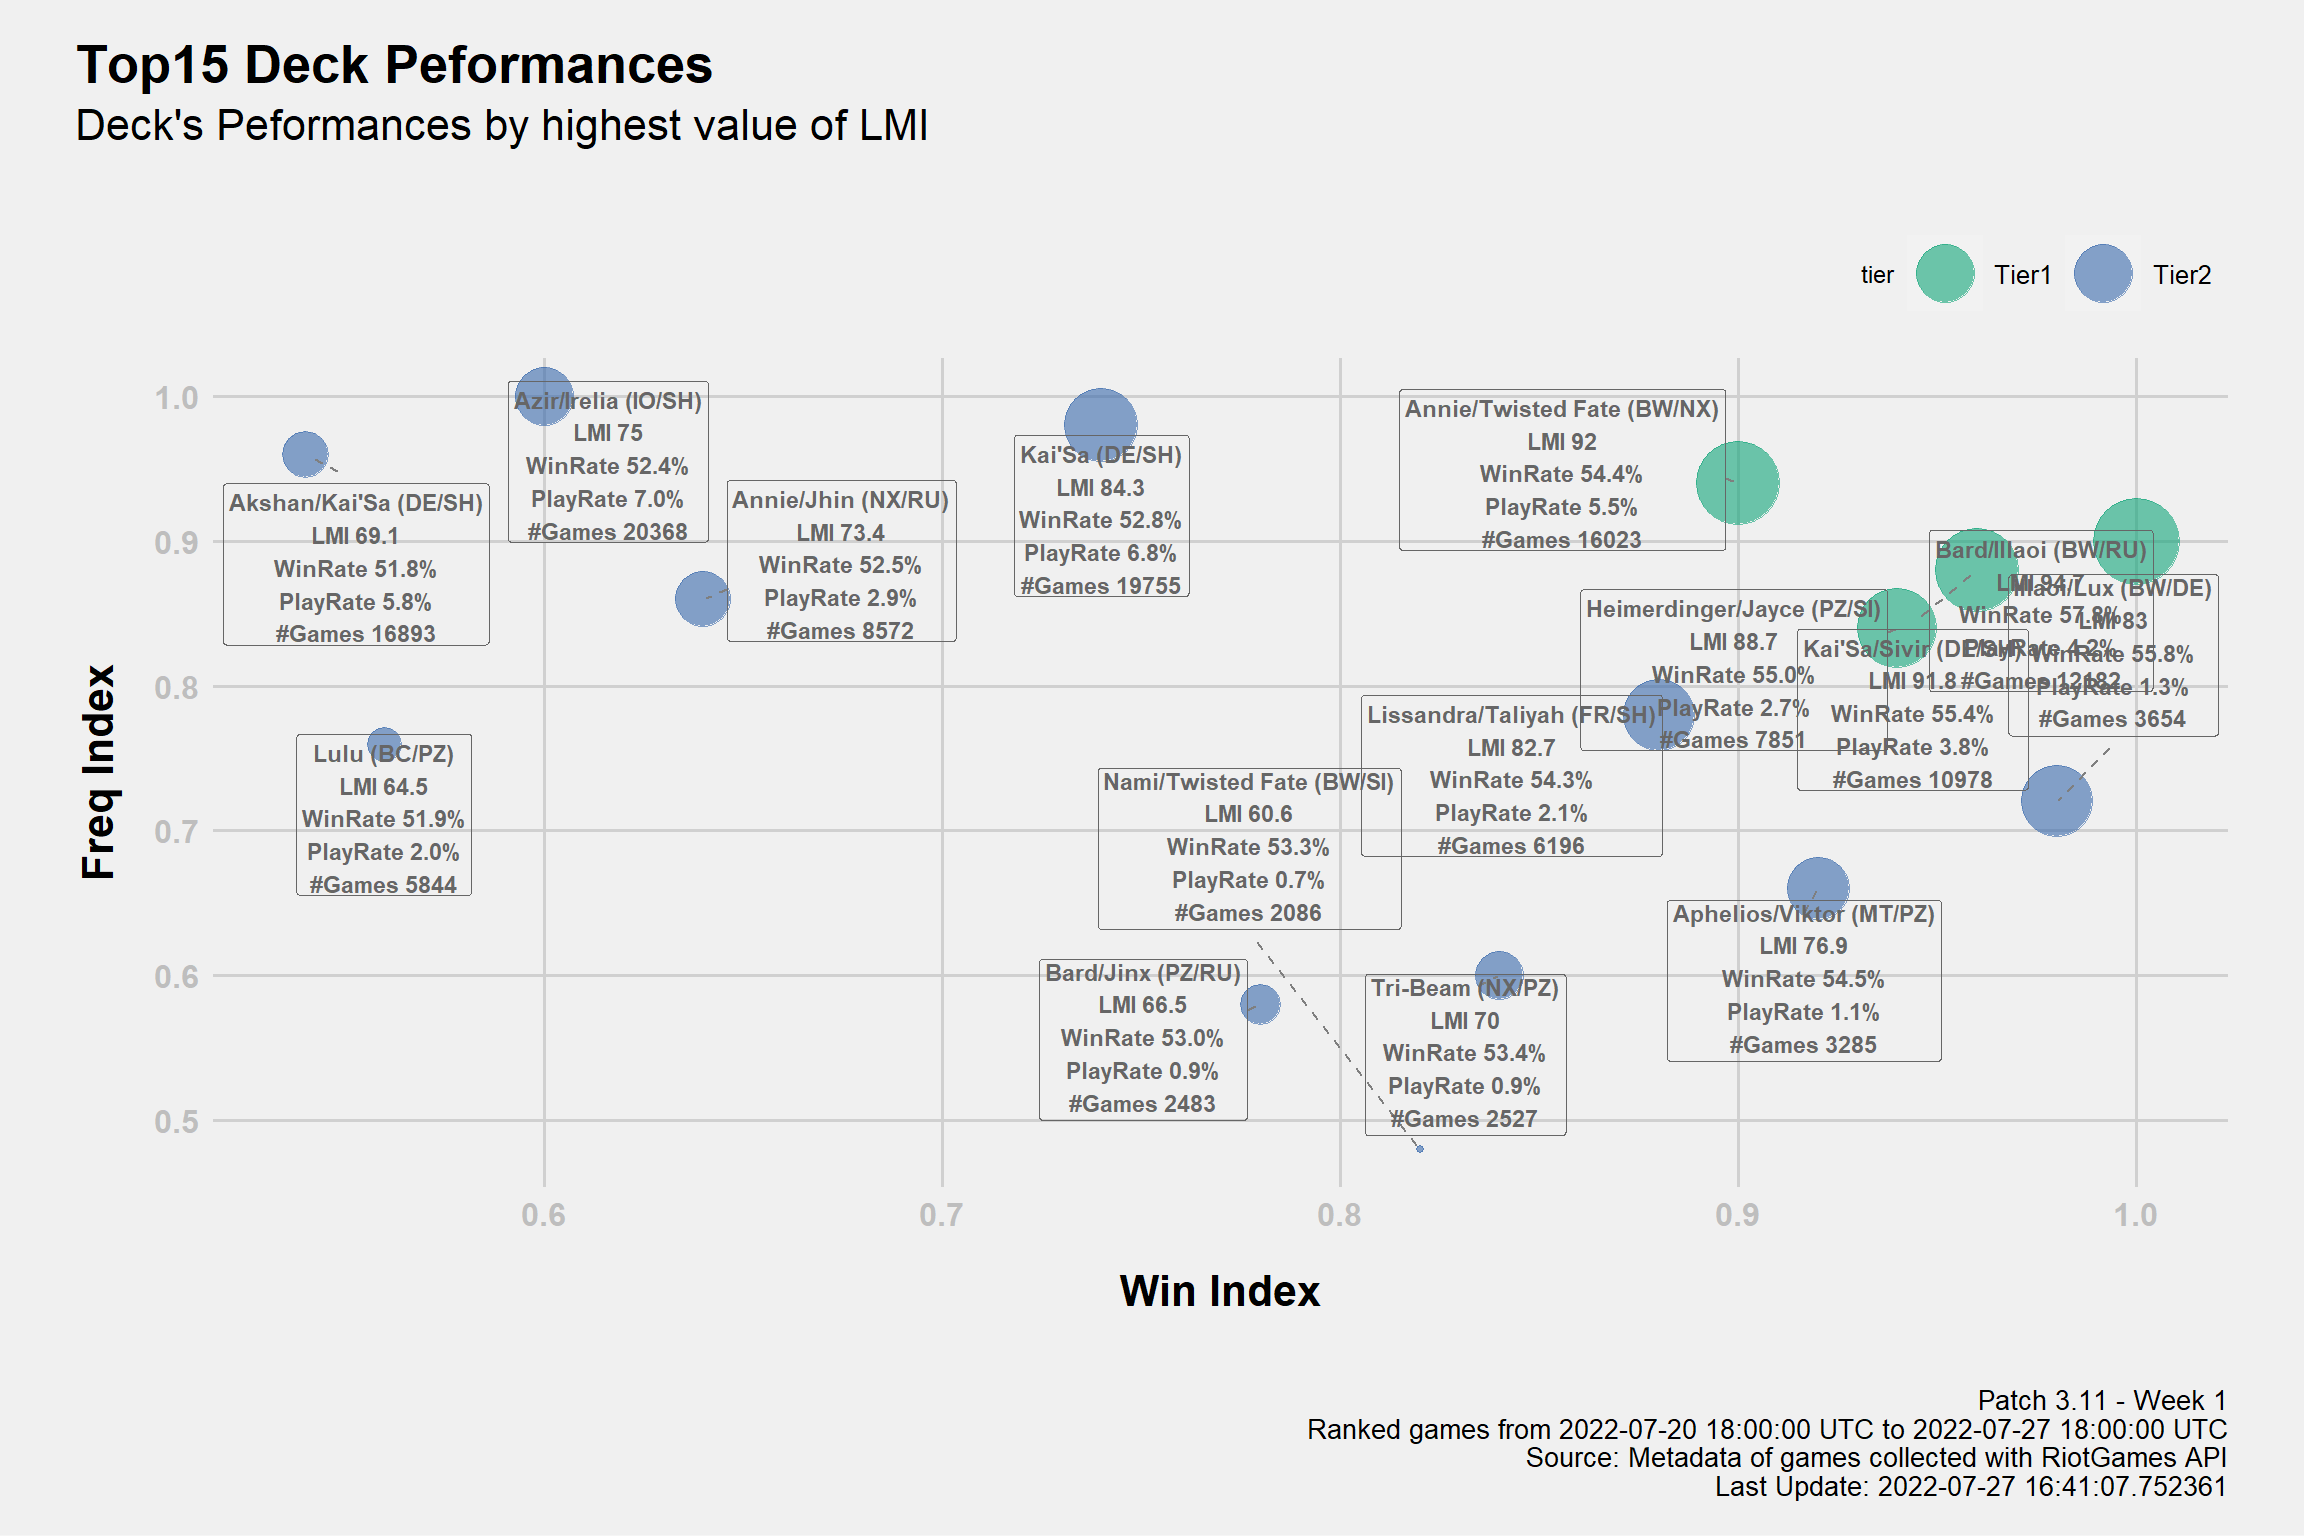 Top15 Deck Peformances
Deck's Peformances by highest value of LMI
tier
Tier1
Tier2
Freq Index
1.0
0.9
0.8
0.7
0.6
0.5
Azir/Irelia (IO/SH)
LMI 75
WinRate 52.4%
PlayRate 7.0%
#Games 20368
Akshan/Kai'Sa (DE/SH)
LMI 69.1
WinRate 51.8%
PlayRate 5.8%
#Games 16893
Annie/Jhin (NX/RU)
LMI 73.4
WinRate 52.5%
PlayRate 2.9%
#Games 8572
Kai'Sa (DE/SH)
LMI 84.3
WinRate 52.8%
PlayRate 6.8%
#Games 19755
Annie/Twisted Fate (BW/NX)
LMI 92
WinRate 54.4%
PlayRate 5.5%
#Games 16023
Bard/Illaoi (BW/RU)
LMI 94.7
WinRate 57.8%
PlayRate 4.2%
#Games 12182
Illaoi/Lux (BW/DE)
LMI 83
WinRate 55.8%
PlayRate 1.3%
#Games 3654
Heimerdinger/Jayce (PZ/SI)
LMI 88.7
WinRate 55.0%
PlayRate 2.7%
#Games 7851
Kai'Sa/Sivir (DE/SH)
LMI 91.8
WinRate 55.4%
PlayRate 3.8%
#Games 10978
Lissandra/Taliyah (FR/SH)
LMI 82.7
WinRate 54.3%
PlayRate 2.1%
#Games 6196
Lulu (BC/PZ)
LMI 64.5
WinRate 51.9%
PlayRate 2.0%
#Games 5844
Nami/Twisted Fate (BW/SI)
LMI 60.6
WinRate 53.3%
PlayRate 0.7%
#Games 2086
Aphelios/Viktor (MT/PZ)
LMI 76.9
WinRate 54.5%
PlayRate 1.1%
#Games 3285
Bard/Jinx (PZ/RU)
LMI 66.5
WinRate 53.0%
PlayRate 0.9%
#Games 2483
Tri-Beam (NX/PZ)
LMI 70
WinRate 53.4%
PlayRate 0.9%
#Games 2527
0.6
0.7
0.8
0.9
1.0
Win Index
Patch 3.11 - Week 1
Ranked games from 2022-07-20 18:00:00 UTC to 2022-07-27 18:00:00 UTC
Source: Metadata of games collected with RiotGames API
Last Update: 2022-07-27 16:41:07.752361